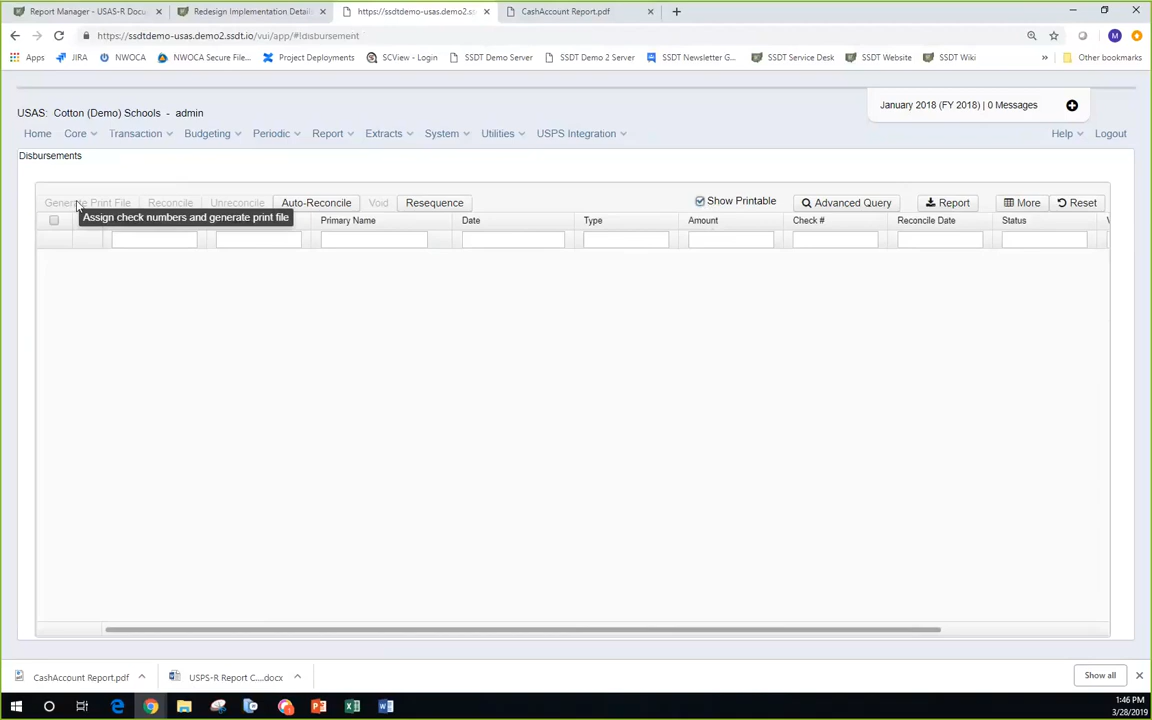 Report Manager - USAS-R Docu
Redesign Implementation Detail
https://ssdtdemo-usas.demo2.s
CashAccount Report.pdf
https://ssdtdemo-usas.demo2.ssdt.io/vui/app/#!disbursement
M
Apps
JIRA
NWOCA
NWOCA Secure File...
Project Deployments
SCView - Login
SSDT Demo Server
SSDT Demo 2 Server
SSDT Newsletter G...
SSDT Service Desk
SSDT Website
SSDT Wiki
»
Other bookmarks
USAS: Cotton (Demo) Schools - admin
January 2018 (FY 2018) | 0 Messages
Home
Core
Transaction
Budgeting
Periodic
Report
Extracts
System
Utilities
USPS Integration
Help
Logout
Disbursements
Generate Print File
Reconcile
Unreconcile
Auto-Reconcile
Void
Resequence
Show Printable
Advanced Query
Report
More
Reset
Assign check numbers and generate print file
Primary Name
Date
Type
Amount
Check #
Reconcile Date
Status
CashAccount Report.pdf
USPS-R Report C....docx
Show all
1:46 PM
3/28/2019